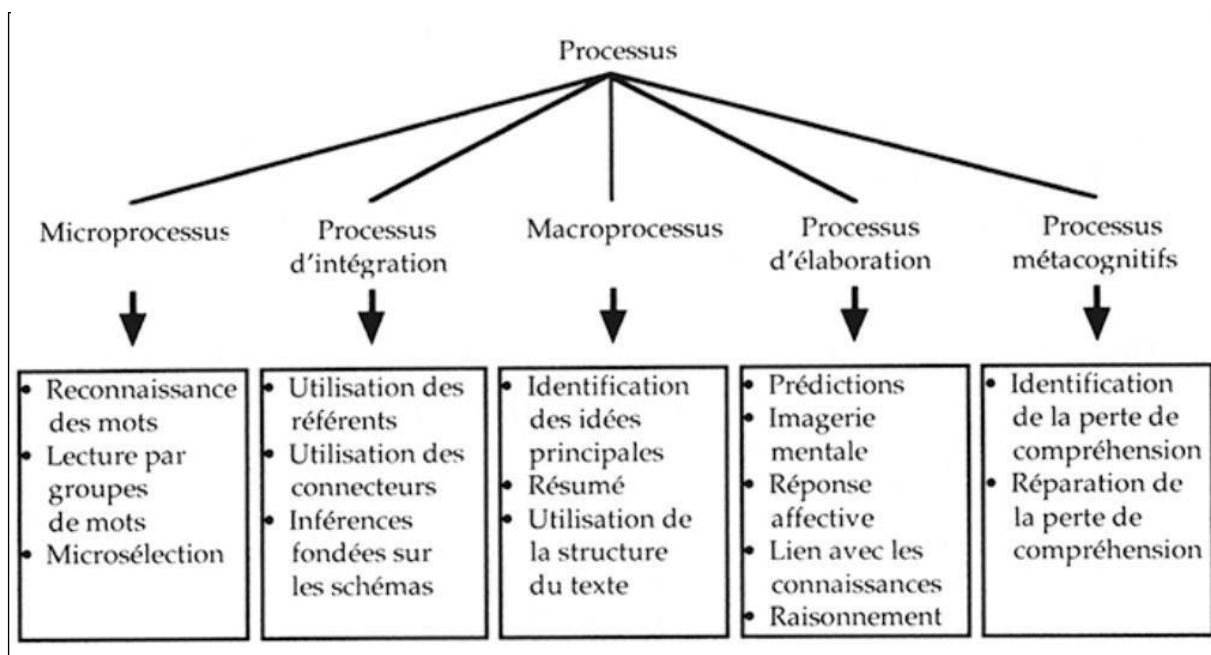 Processus
Microprocessus
Processus
d'intégration
Macroprocessus
Processus
d'élaboration
Processus
métacognitifs
• Reconnaissance
des mots
• Lecture par
groupes
de mots
• Microsélection
• Utilisation des
référents
• Utilisation des
connecteurs
• Inférences
fondées sur
les schémas
• Identification
des idées
principales
• Résumé
• Utilisation de
la structure
du texte
• Prédictions
• Imagerie
mentale
• Réponse
affective
• Lien avec les
connaissances
• Raisonnement
• Identification
de la perte de
compréhension
• Réparation de
la perte de
compréhension